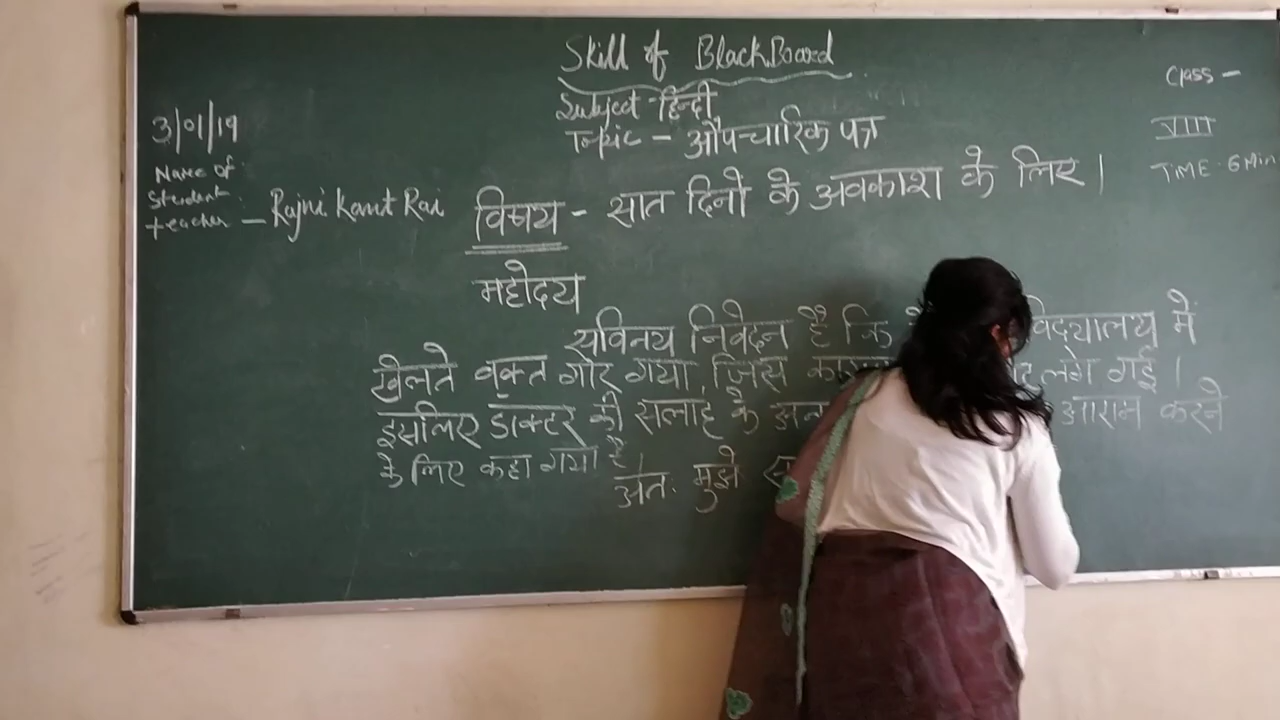 Skill of BlackBoard
Subject-हिन्दी
Topic - औपचारिक पत्र
Class -
VIII
TIME. 6 Min
3/01/19
Name of
Student
teacher - Rajni Kant Rai
विषय - सात दिनो के अवकाश के लिए।
महोदय
सविनय निवेदन है कि विद्यालय में
खेलते वक्त गीर गया, जिस लग गई।
इसीलिए डाक्टर की सलाह के आराम करने
के लिए कहा गया है
अतः मुझे